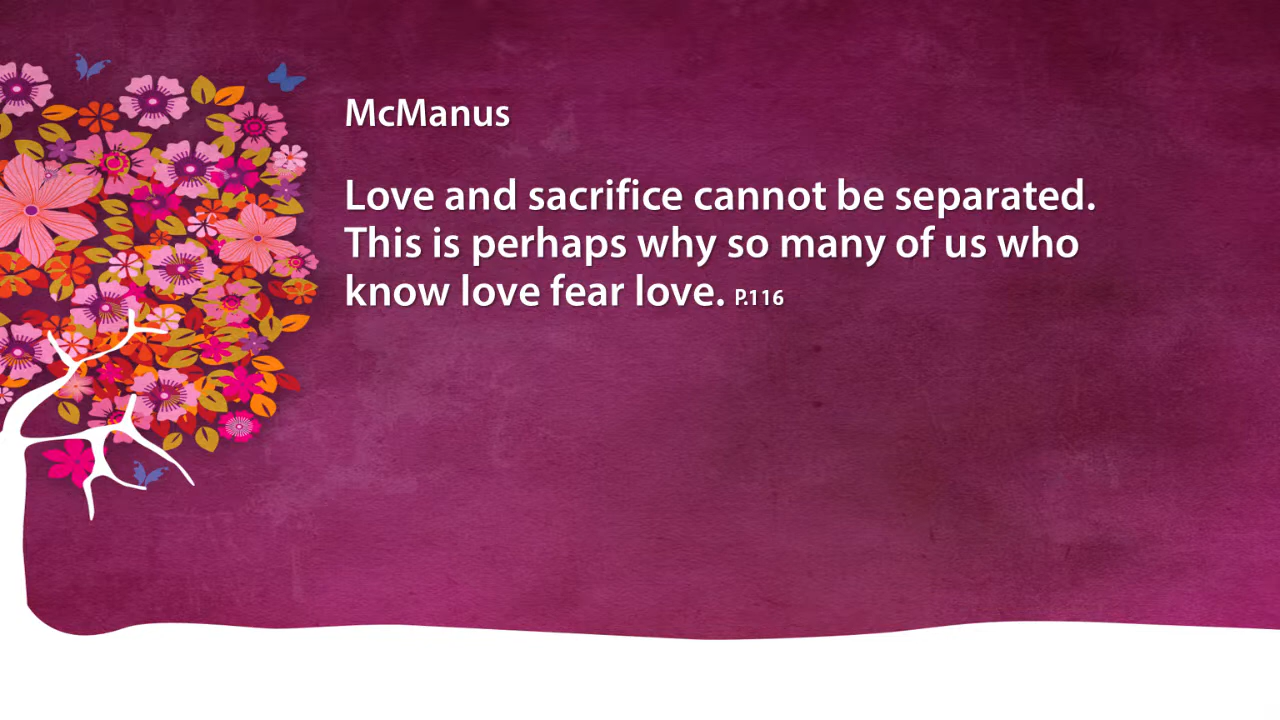 McManus
Love and sacrifice cannot be separated.
This is perhaps why so many of us who
know love fear love. P.116